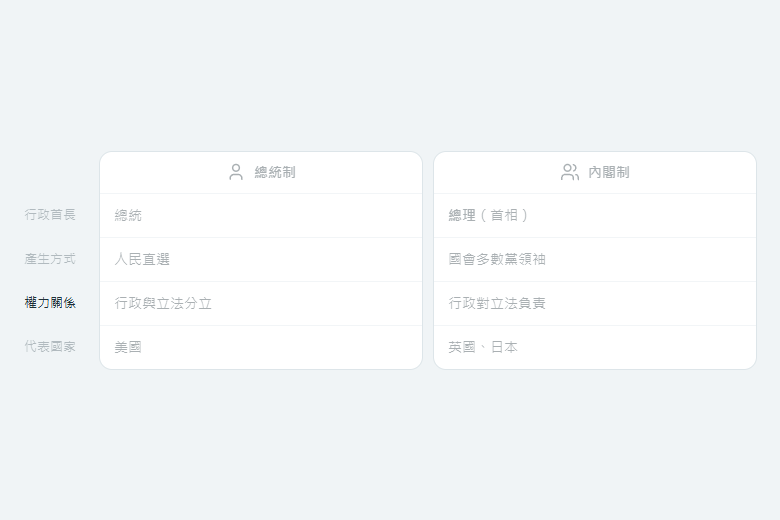 總統制 內閣制
行政首長 總統 總理（首相）
產生方式 人民直選 國會多數黨領袖
權力關係 行政與立法分立 行政對立法負責
代表國家 美國 英國、日本